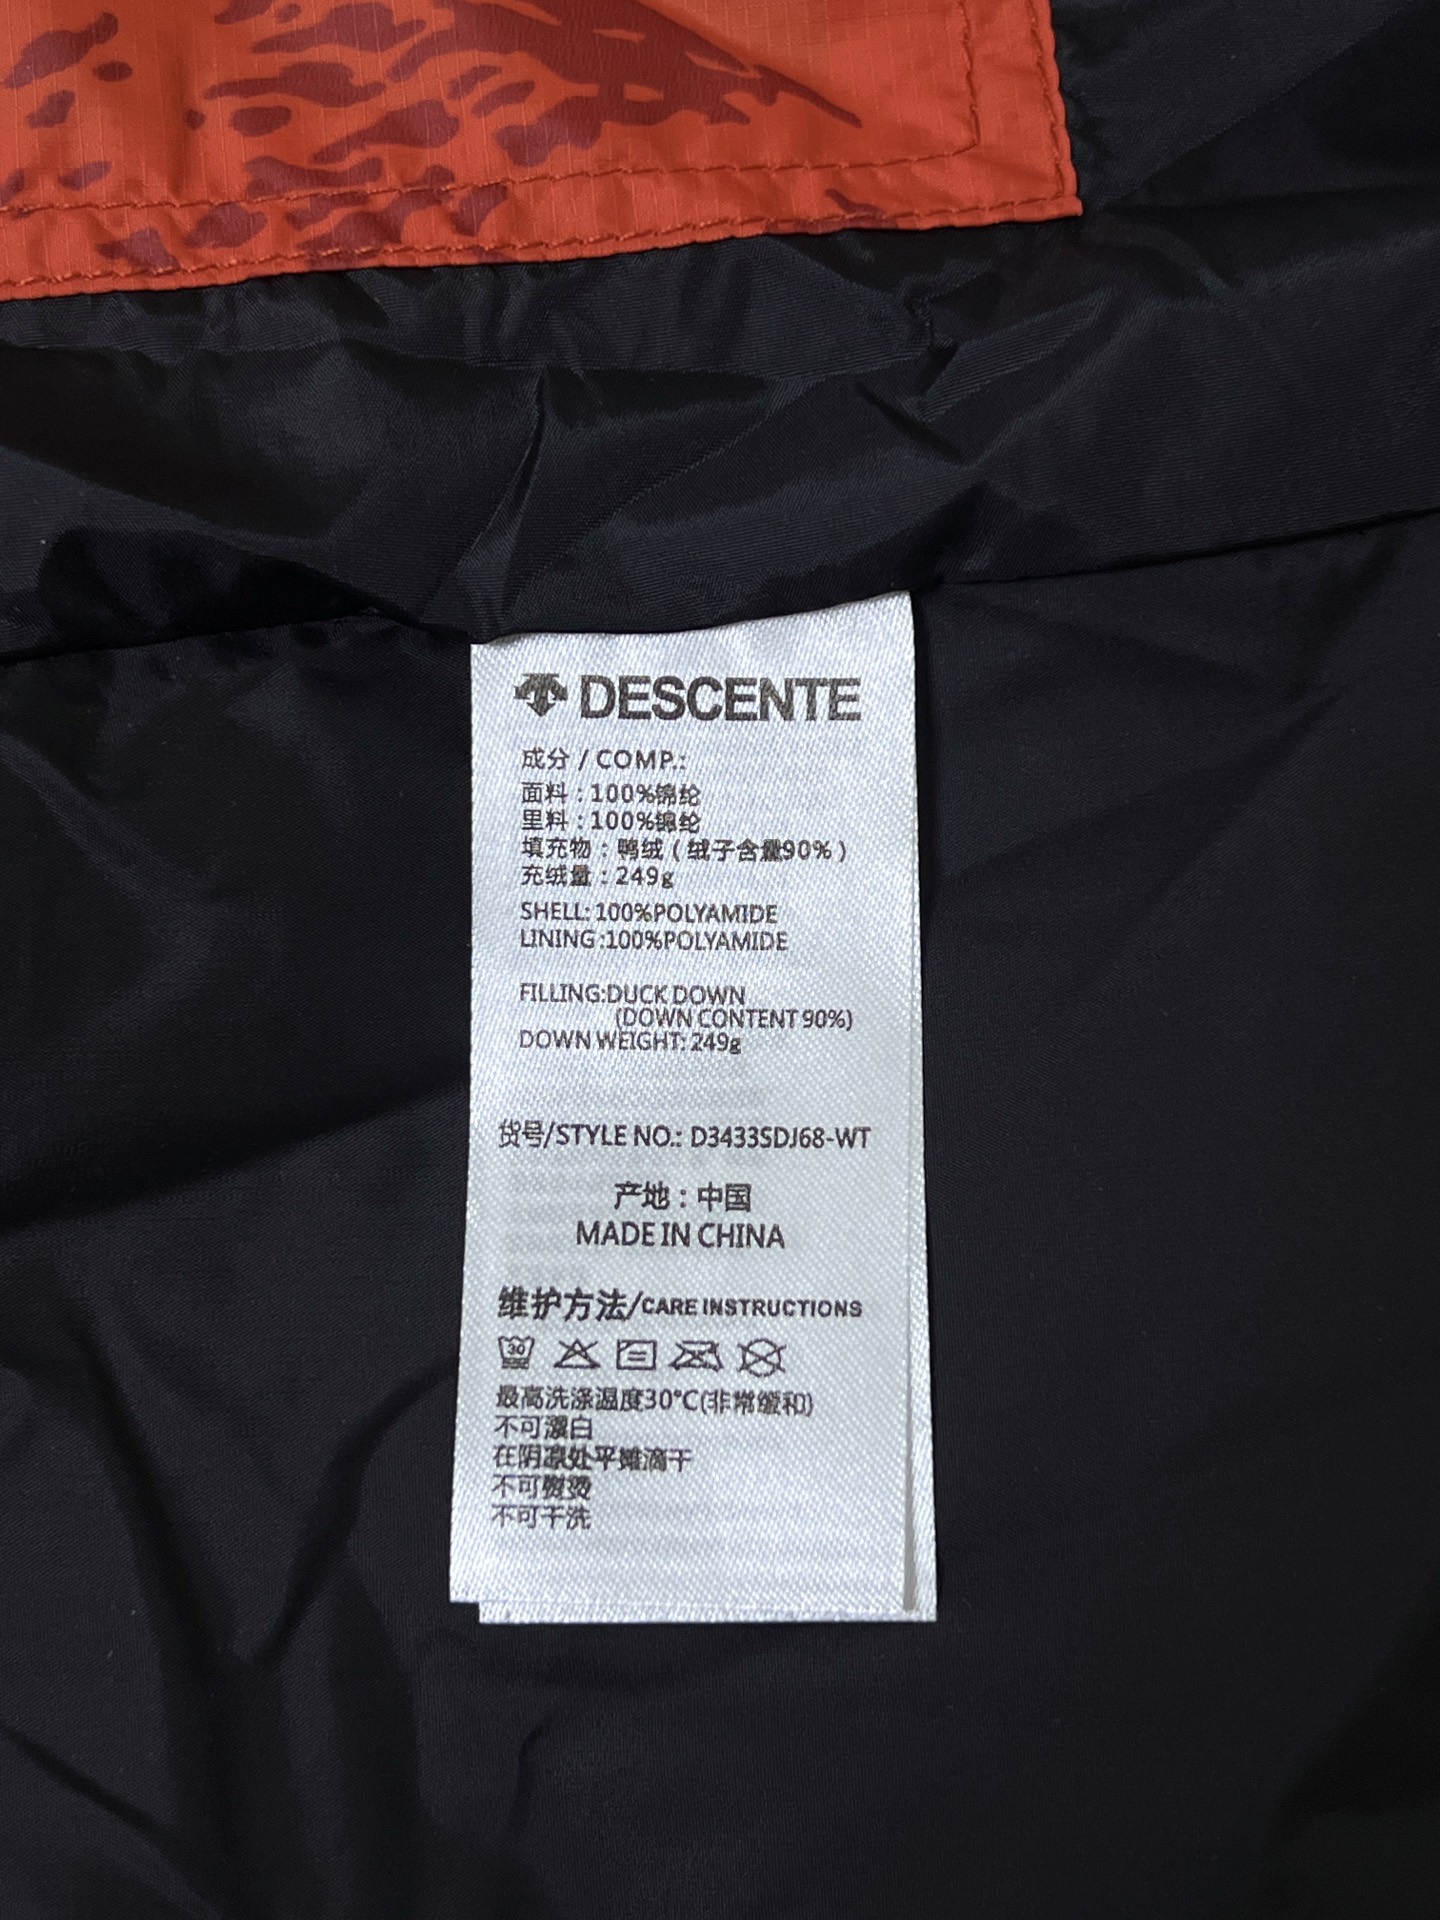 DESCENTE
成分 / COMP.:
面料：100%锦纶
里料：100%锦纶
填充物：鸭绒（绒子含量90%）
充绒量：249g
SHELL: 100%POLYAMIDE
LINING:100%POLYAMIDE
FILLING:DUCK DOWN
(DOWN CONTENT 90%)
DOWN WEIGHT: 249g
货号/STYLE NO.: D3433SDJ68-WT
产地：中国
MADE IN CHINA
维护方法/CARE INSTRUCTIONS
30
最高洗涤温度30°C(非常缓和)
不可漂白
在阴凉处平摊滴干
不可熨烫
不可干洗